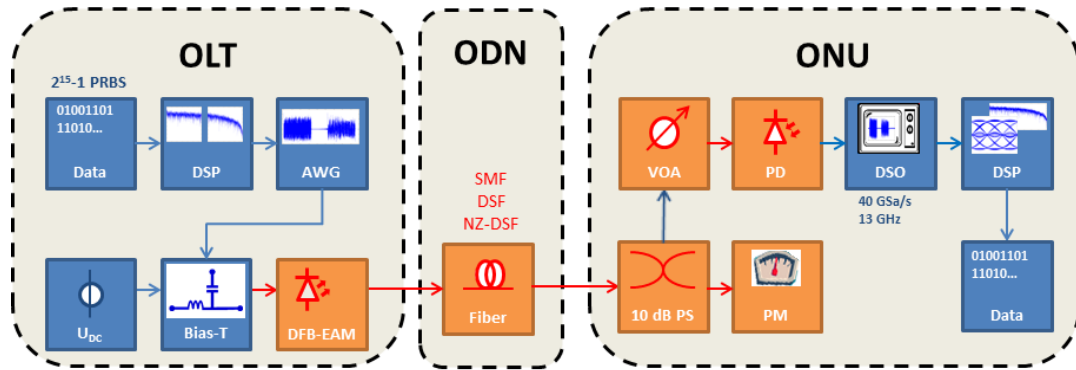 OLT
2¹⁵-1 PRBS
01001101
11010...
Data
DSP
AWG
U_DC
Bias-T
DFB-EAM
ODN
SMF
DSF
NZ-DSF
Fiber
ONU
VOA
PD
DSO
DSP
40 GSa/s
13 GHz
10 dB PS
PM
01001101
11010...
Data